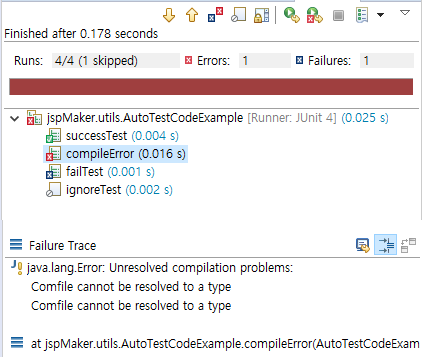 Finished after 0.178 seconds
Runs: 4/4 (1 skipped) Errors: 1 Failures: 1
jspMaker.utils.AutoTestCodeExample [Runner: JUnit 4] (0.025 s)
successTest (0.004 s)
compileError (0.016 s)
failTest (0.001 s)
ignoreTest (0.002 s)
Failure Trace
java.lang.Error: Unresolved compilation problems:
Comfile cannot be resolved to a type
Comfile cannot be resolved to a type
at jspMaker.utils.AutoTestCodeExample.compileError(AutoTestCodeExam